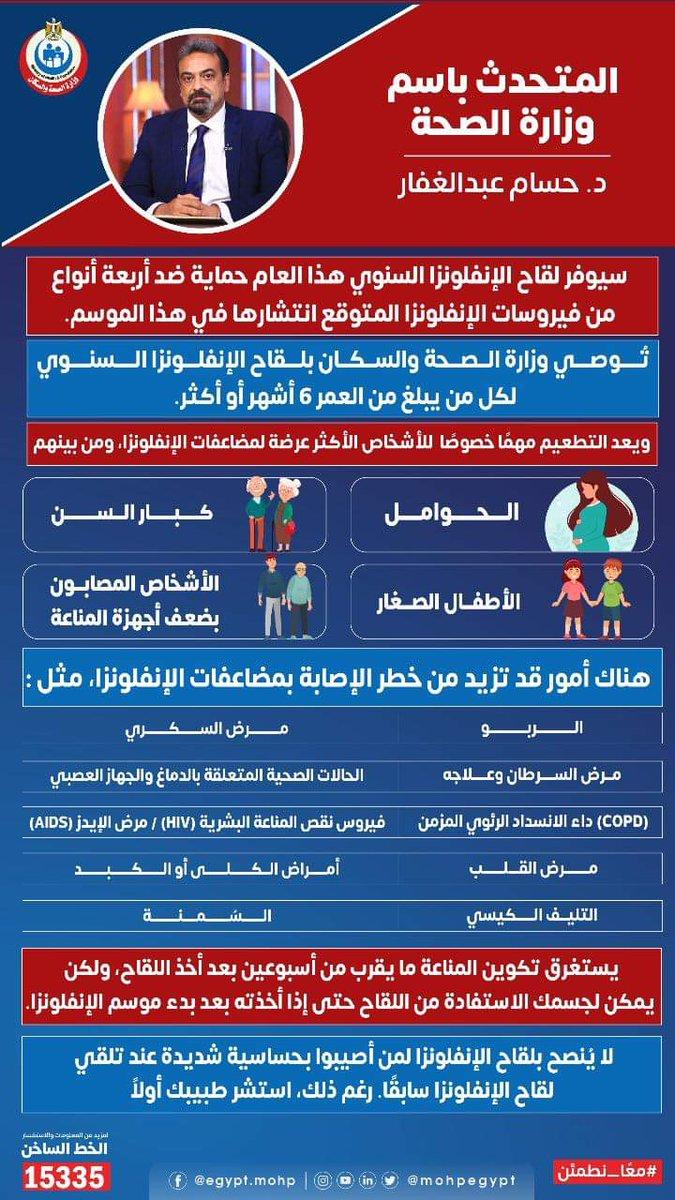 وزارة الصحة والسكان
المتحدث باسم
وزارة الصحة
د. حسام عبدالغفار
سيوفر لقاح الإنفلونزا السنوي هذا العام حماية ضد أربعة أنواع
من فيروسات الإنفلونزا المتوقع انتشارها في هذا الموسم.
تُوصي وزارة الصحة والسكان بلقاح الإنفلونزا السنوي
لكل من يبلغ من العمر 6 أشهر أو أكثر.
ويعد التطعيم مهمًا خصوصًا للأشخاص الأكثر عرضة لمضاعفات الإنفلونزا، ومن بينهم
الحوامل
كبار السن
الأطفال الصغار
الأشخاص المصابون
بضعف أجهزة المناعة
هناك أمور قد تزيد من خطر الإصابة بمضاعفات الإنفلونزا، مثل :
الربو
مرض السكري
مرض السرطان وعلاجه
الحالات الصحية المتعلقة بالدماغ والجهاز العصبي
(COPD) داء الانسداد الرئوي المزمن
فيروس نقص المناعة البشرية (HIV) / مرض الإيدز (AIDS)
مرض القلب
أمراض الكلى أو الكبد
التليف الكيسي
السُمنة
يستغرق تكوين المناعة ما يقرب من أسبوعين بعد أخذ اللقاح، ولكن
يمكن لجسمك الاستفادة من اللقاح حتى إذا أخذته بعد بدء موسم الإنفلونزا.
لا يُنصح بلقاح الإنفلونزا لمن أصيبوا بحساسية شديدة عند تلقي
لقاح الإنفلونزا سابقًا. رغم ذلك، استشر طبيبك أولاً
#معًا_نطمئن
@mohpegypt
@egypt.mohp
لمزيد من المعلومات والاستفسار
الخط الساخن
15335